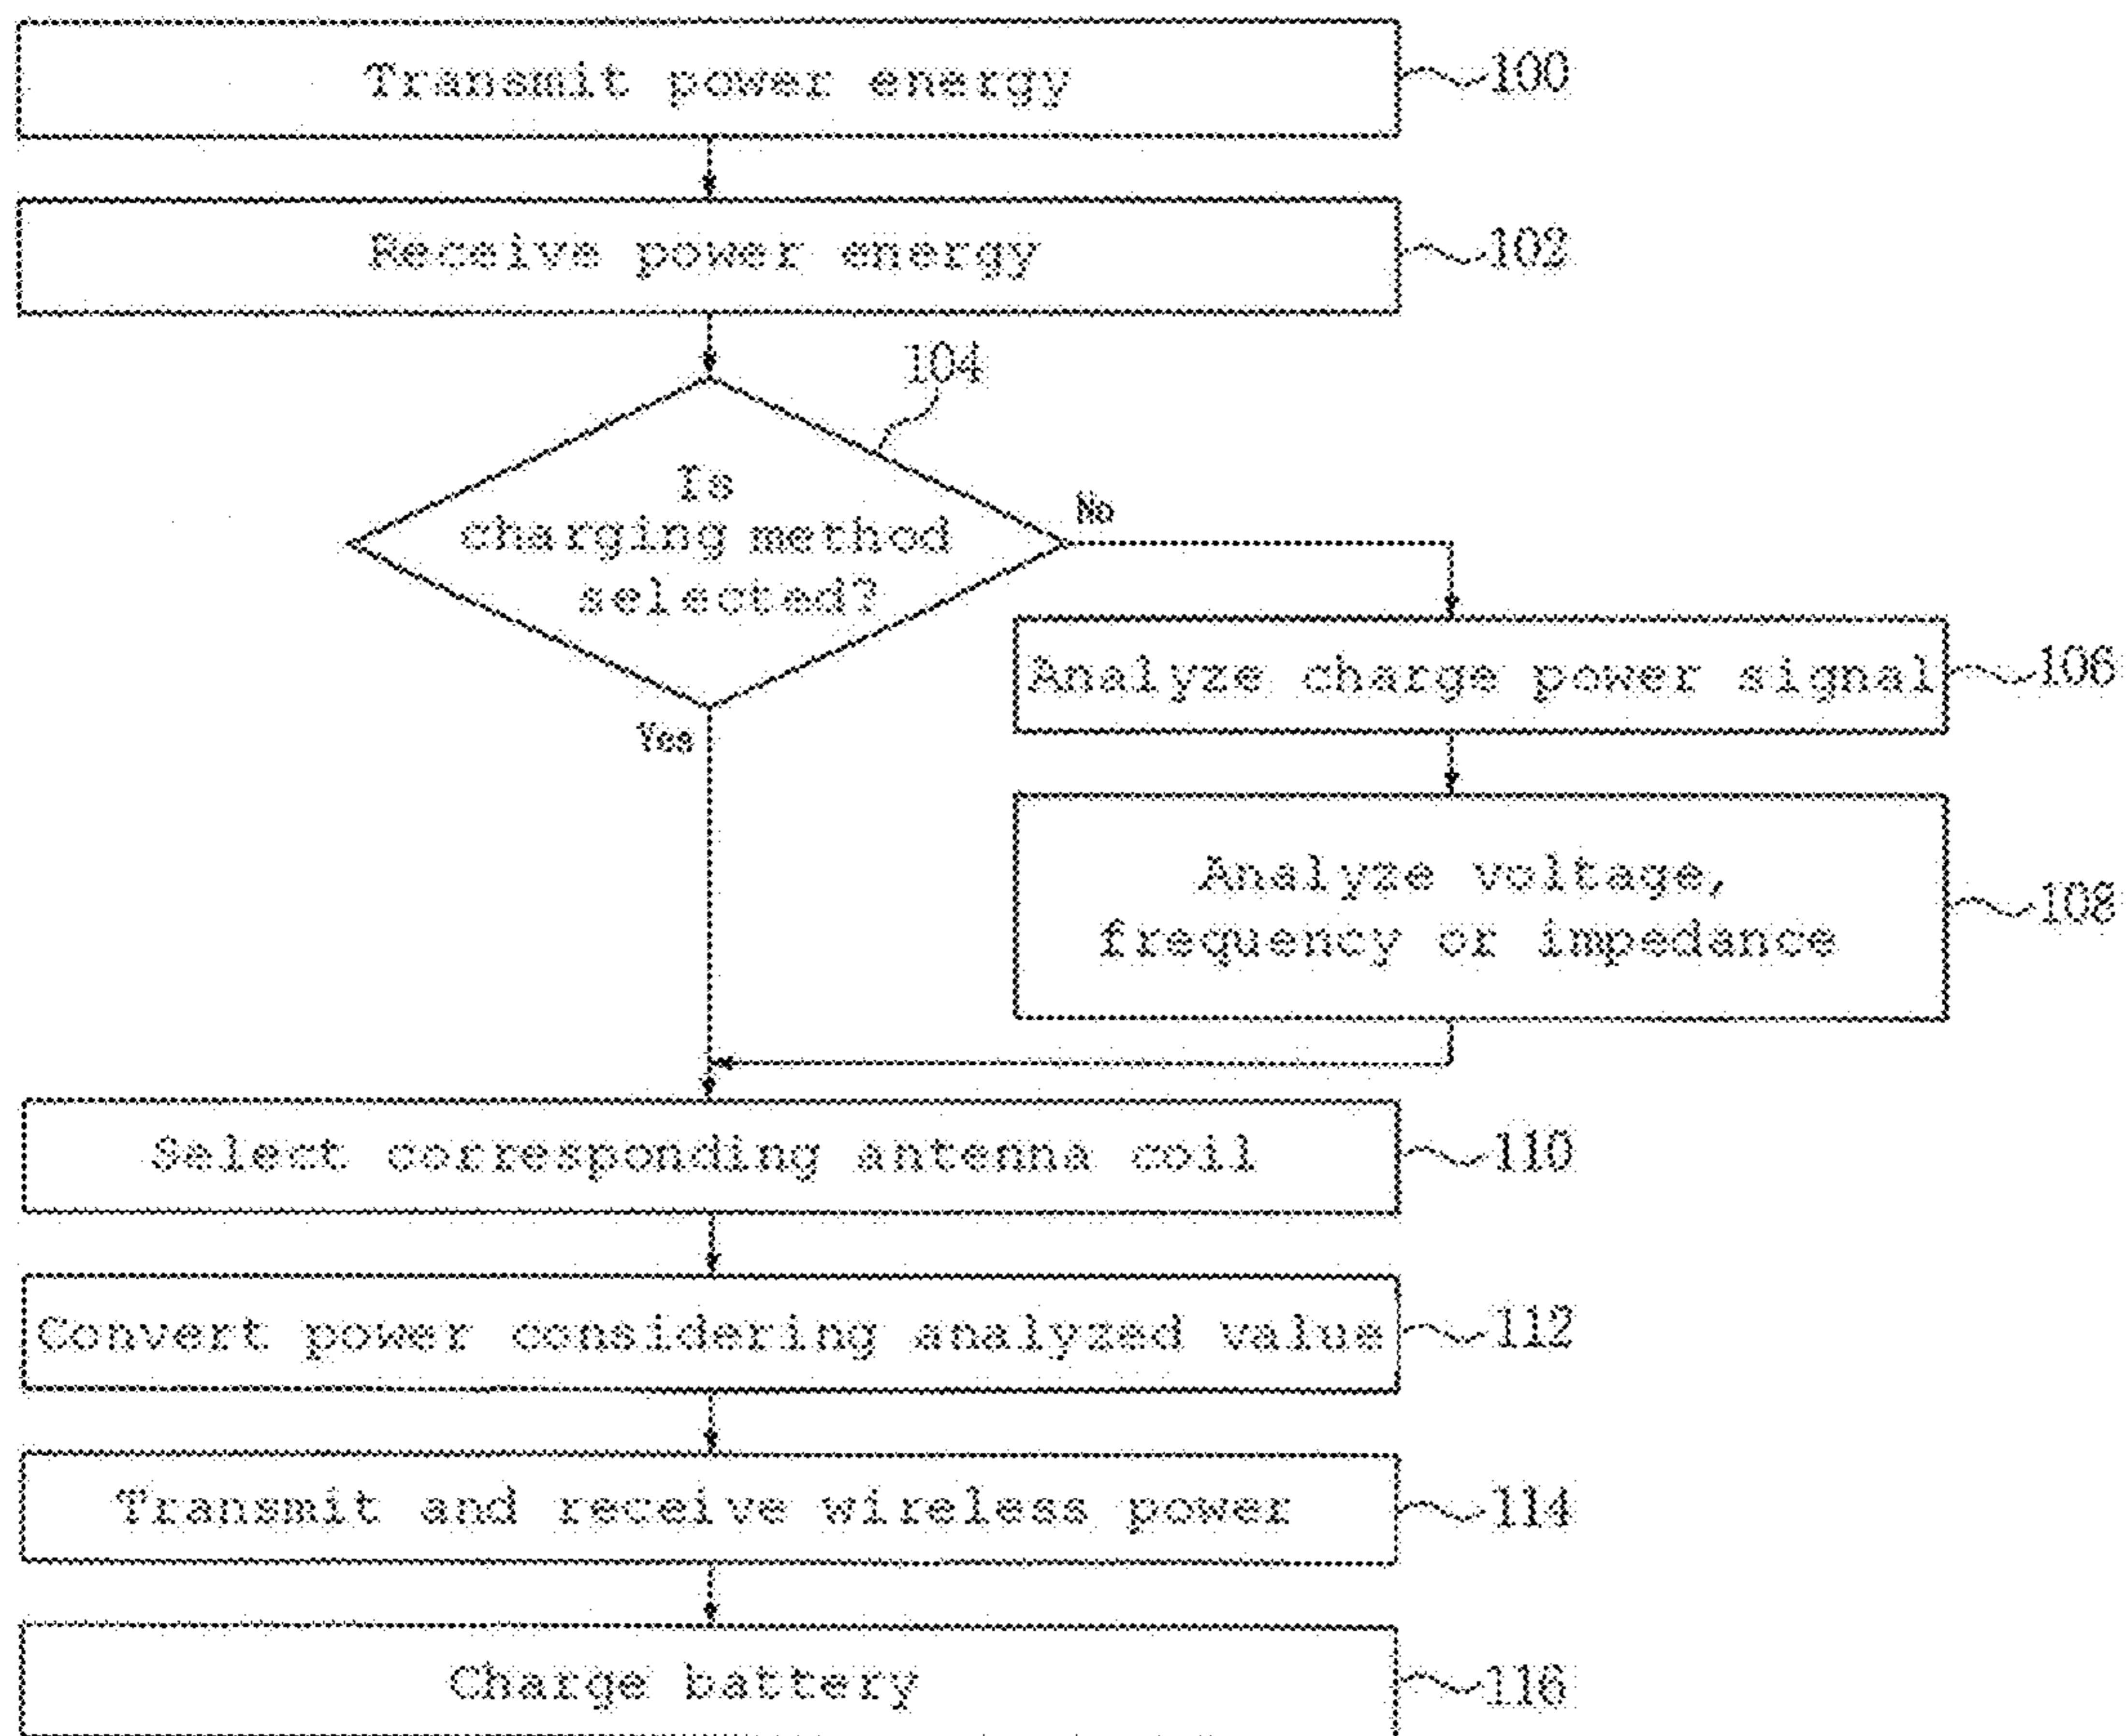 Transmit power energy
100
Receive power energy
102
104
Is
charging method
selected?
No
Yes
Analyze charge power signal
106
Analyze voltage,
frequency or impedance
108
Select corresponding antenna coil
110
Convert power considering analyzed value
112
Transmit and receive wireless power
114
Charge battery
116